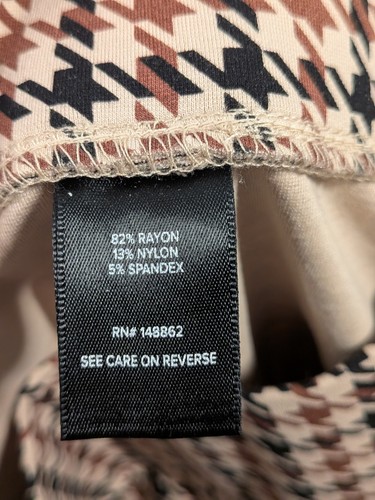 82% RAYON
13% NYLON
5% SPANDEX
RN# 148862
SEE CARE ON REVERSE